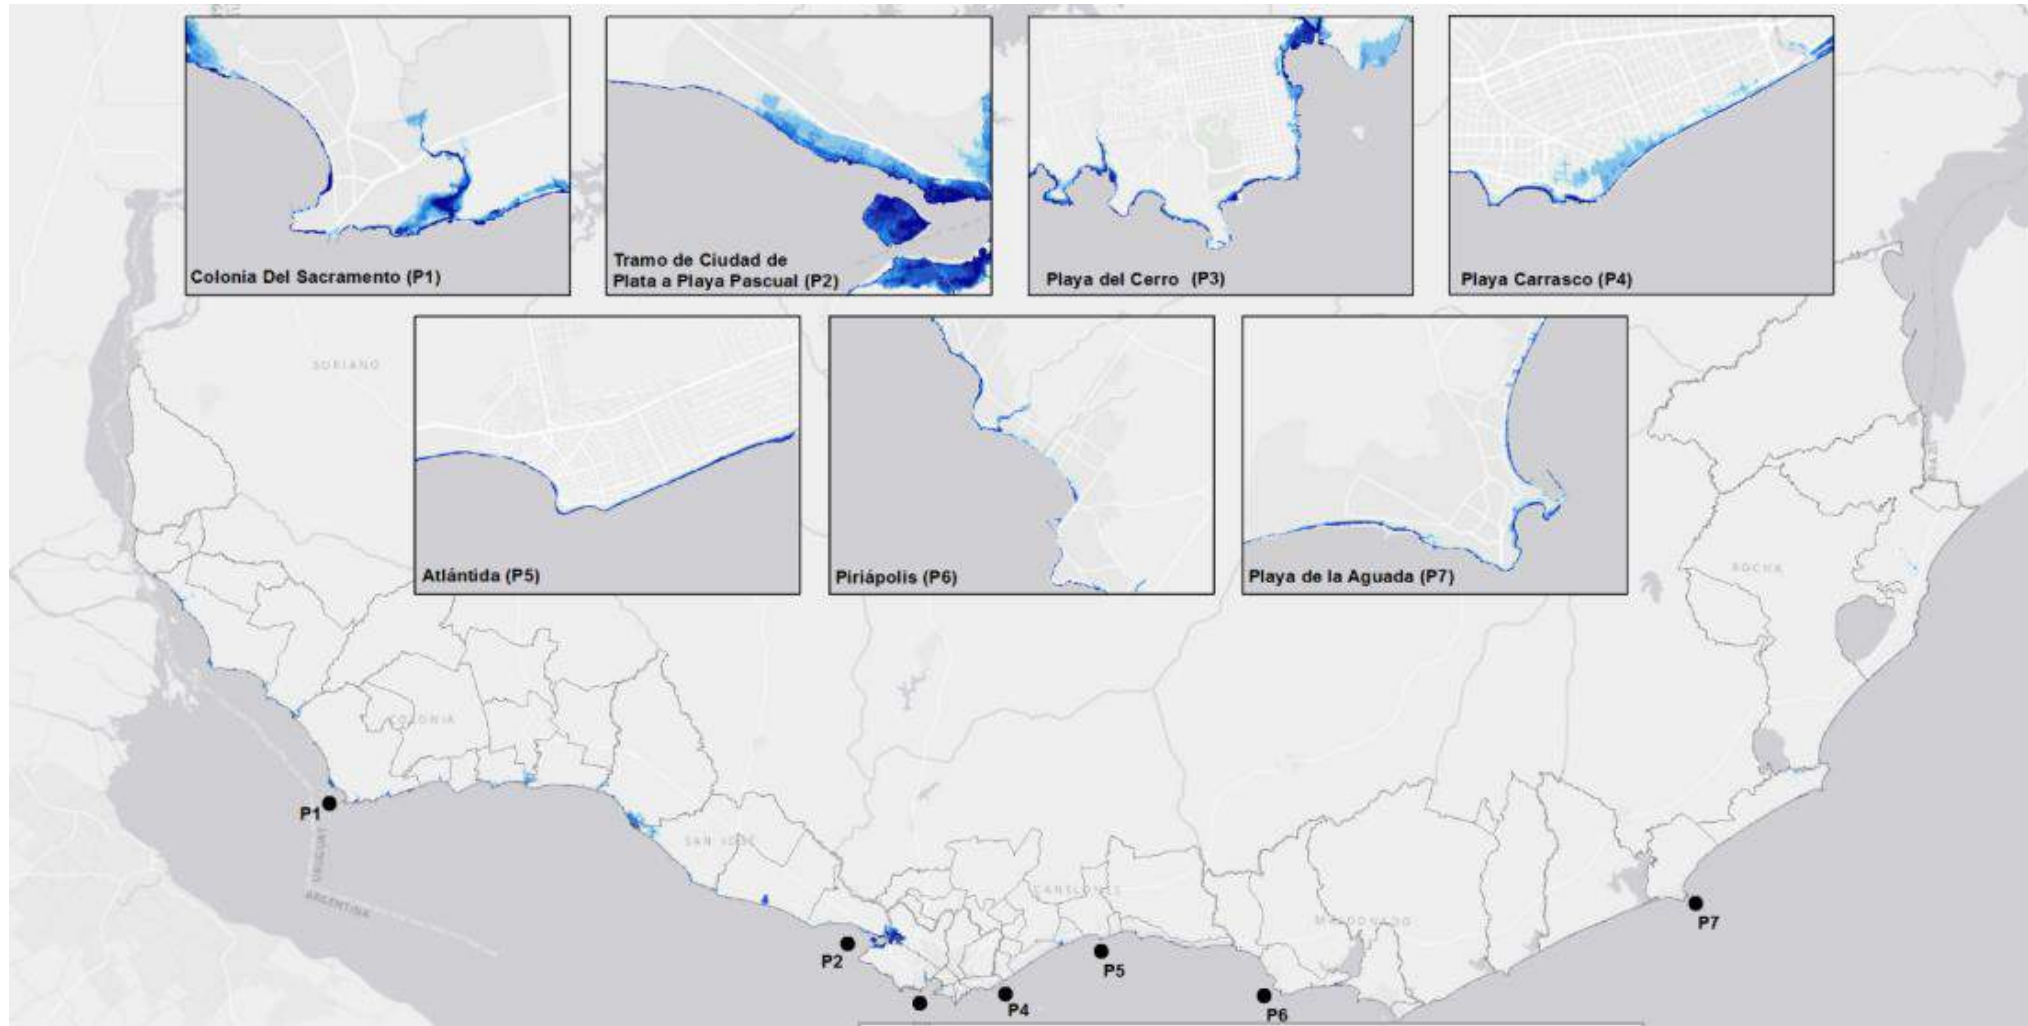 Colonia Del Sacramento (P1)
Tramo de Ciudad de
Plata a Playa Pascual (P2)
Playa del Cerro (P3)
Playa Carrasco (P4)
SORIANO
Atlántida (P5)
Piriápolis (P6)
Playa de la Aguada (P7)
BRAZIL
ROCHA
COLONIA
P1
URUGUAY
ARGENTINA
SAN JOSÉ
CANELONES
MALDONADO
P2
P5
P7
P4
P6